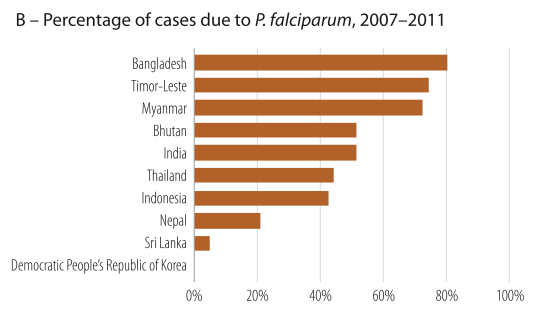 B – Percentage of cases due to P. falciparum, 2007–2011
Bangladesh
Timor-Leste
Myanmar
Bhutan
India
Thailand
Indonesia
Nepal
Sri Lanka
Democratic People's Republic of Korea
0% 20% 40% 60% 80% 100%